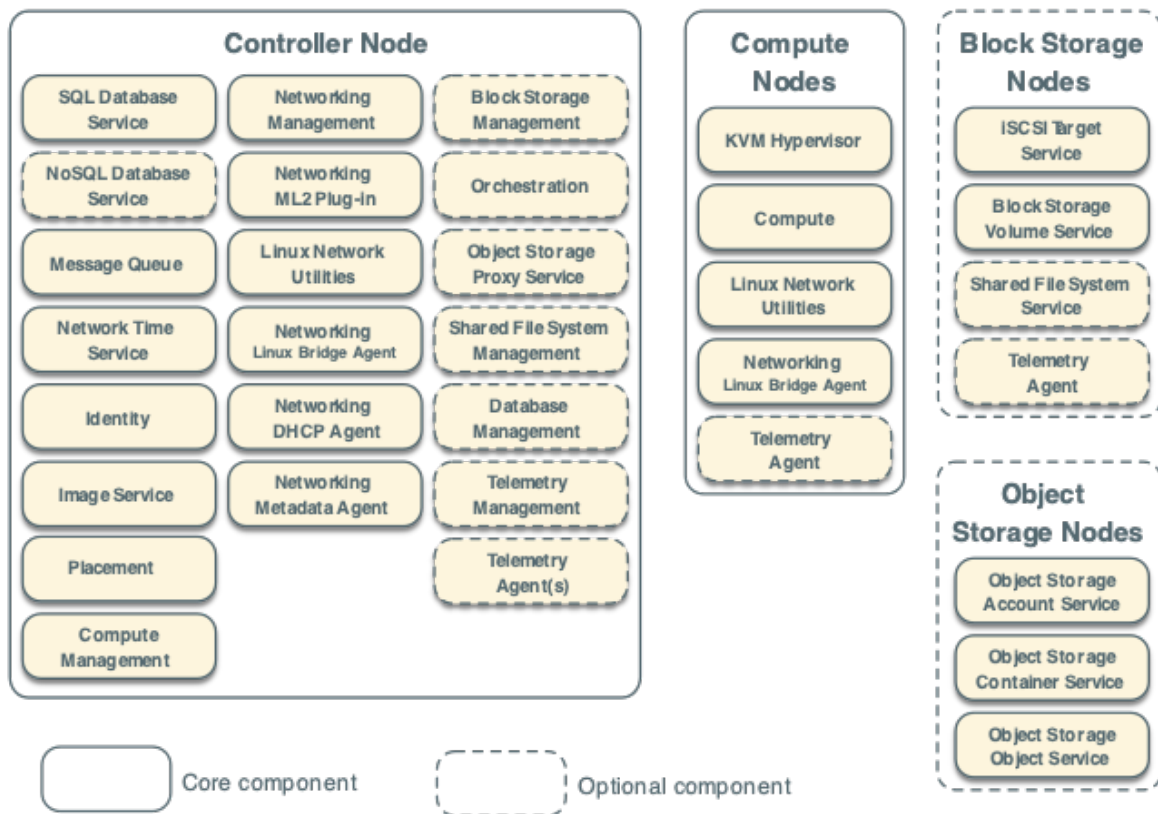 Controller Node
SQL Database
Service
NoSQL Database
Service
Message Queue
Network Time
Service
Identity
Image Service
Placement
Compute
Management
Networking
Management
Networking
ML2 Plug-in
Linux Network
Utilities
Networking
Linux Bridge Agent
Networking
DHCP Agent
Networking
Metadata Agent
Block Storage
Management
Orchestration
Object Storage
Proxy Service
Shared File System
Management
Database
Management
Telemetry
Management
Telemetry
Agent(s)
Compute
Nodes
KVM Hypervisor
Compute
Linux Network
Utilities
Networking
Linux Bridge Agent
Telemetry
Agent
Block Storage
Nodes
ISCSI Target
Service
Block Storage
Volume Service
Shared File System
Service
Telemetry
Agent
Object
Storage Nodes
Object Storage
Account Service
Object Storage
Container Service
Object Storage
Object Service
Core component
Optional component